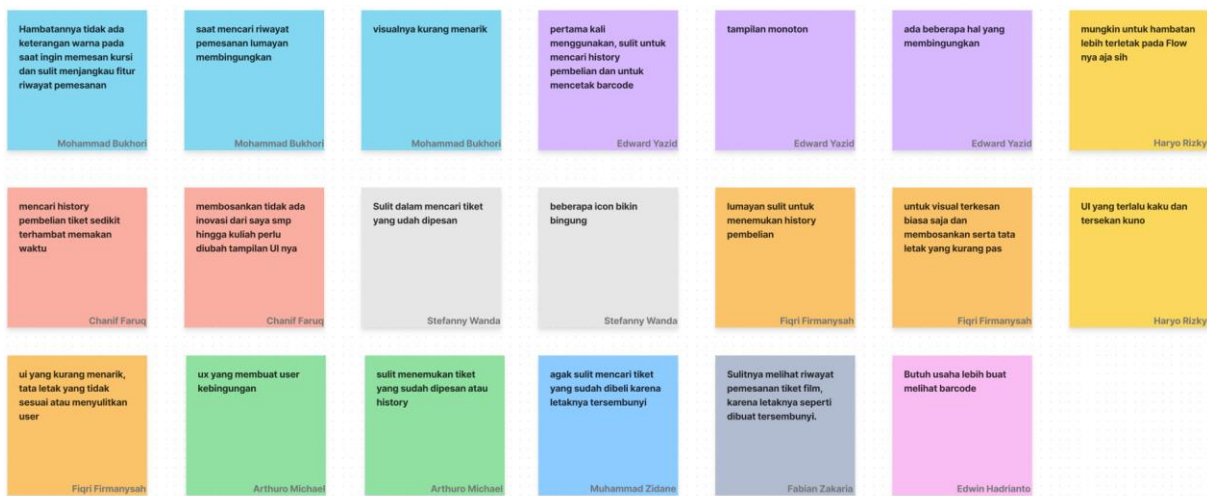 Hambatannya tidak ada
keterangan warna pada
saat ingin memesan kursi
dan sulit menjangkau fitur
riwayat pemesanan
Mohammad Bukhori
saat mencari riwayat
pemesanan lumayan
membingungkan
Mohammad Bukhori
visualnya kurang menarik
Mohammad Bukhori
pertama kali
menggunakan, sulit untuk
mencari history
pembelian dan untuk
mencetak barcode
Edward Yazid
tampilan monoton
Edward Yazid
ada beberapa hal yang
membingungkan
Edward Yazid
mungkin untuk hambatan
lebih terletak pada Flow
nya aja sih
Haryo Rizky
mencari history
pembelian tiket sedikit
terhambat memakan
waktu
Chanif Faruq
membosankan tidak ada
inovasi dari saya smp
hingga kuliah perlu
diubah tampilan UI nya
Chanif Faruq
Sulit dalam mencari tiket
yang udah dipesan
Stefanny Wanda
beberapa icon bikin
bingung
Stefanny Wanda
lumayan sulit untuk
menemukan history
pembelian
Fiqri Firmanysah
untuk visual terkesan
biasa saja dan
membosankan serta tata
letak yang kurang pas
Fiqri Firmanysah
UI yang terlalu kaku dan
tersekan kuno
Haryo Rizky
ui yang kurang menarik,
tata letak yang tidak
sesuai atau menyulitkan
user
Fiqri Firmanysah
ux yang membuat user
kebingungan
Arthuro Michael
sulit menemukan tiket
yang sudah dipesan atau
history
Arthuro Michael
agak sulit mencari tiket
yang sudah dibeli karena
letaknya tersembunyi
Muhammad Zidane
Sulitnya melihat riwayat
pemesanan tiket film,
karena letaknya seperti
dibuat tersembunyi.
Fabian Zakaria
Butuh usaha lebih buat
melihat barcode
Edwin Hadrianto